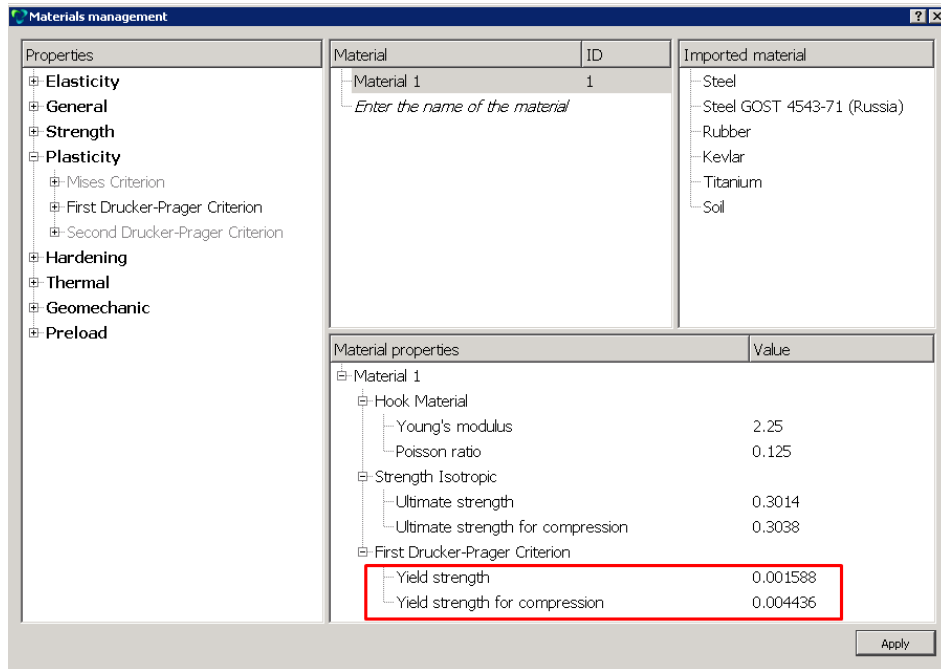 Materials management
Properties
Elasticity
General
Strength
Plasticity
Mises Criterion
First Drucker-Prager Criterion
Second Drucker-Prager Criterion
Hardening
Thermal
Geomechanic
Preload
Material ID
Material 1 1
Enter the name of the material
Imported material
Steel
Steel GOST 4543-71 (Russia)
Rubber
Kevlar
Titanium
Soil
Material properties Value
Material 1
Hook Material
Young's modulus 2.25
Poisson ratio 0.125
Strength Isotropic
Ultimate strength 0.3014
Ultimate strength for compression 0.3038
First Drucker-Prager Criterion
Yield strength 0.001588
Yield strength for compression 0.004436
Apply